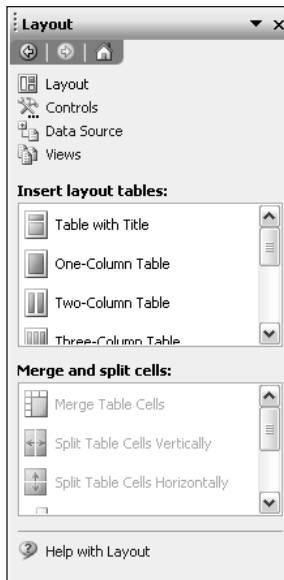 Layout
Layout
Controls
Data Source
Views
Insert layout tables:
Table with Title
One-Column Table
Two-Column Table
Three-Column Table
Merge and split cells:
Merge Table Cells
Split Table Cells Vertically
Split Table Cells Horizontally
Help with Layout